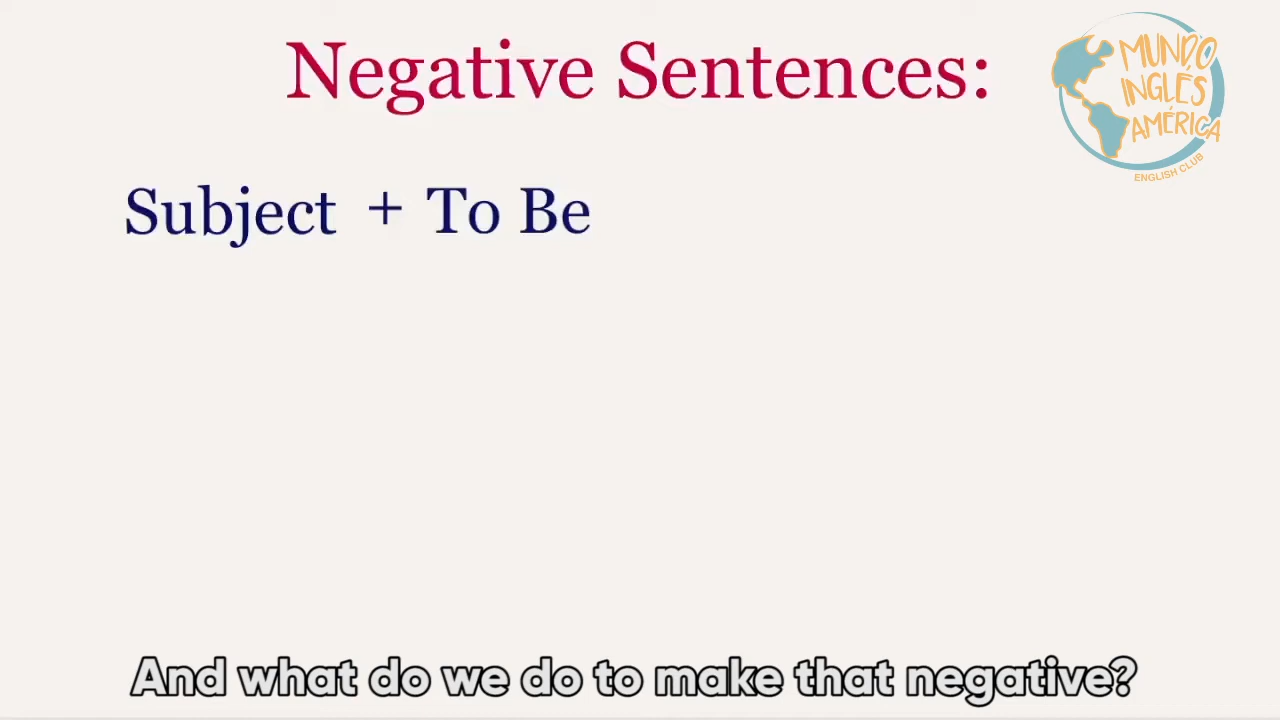 Negative Sentences:
MUNDO
INGLÉS
AMÉRICA
ENGLISH CLUB
Subject + To Be
And what do we do to make that negative?